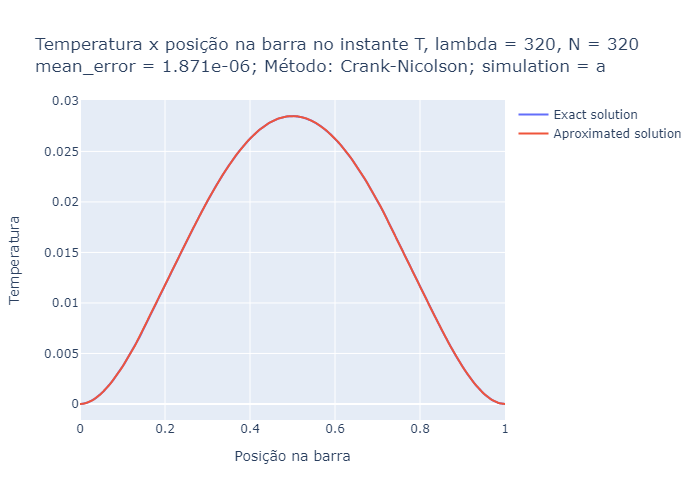 Temperatura x posição na barra no instante T, lambda = 320, N = 320
mean_error = 1.871e-06; Método: Crank-Nicolson; simulation = a
Exact solution
Aproximated solution
Temperatura
0.03
0.025
0.02
0.015
0.01
0.005
0
0 0.2 0.4 0.6 0.8 1
Posição na barra